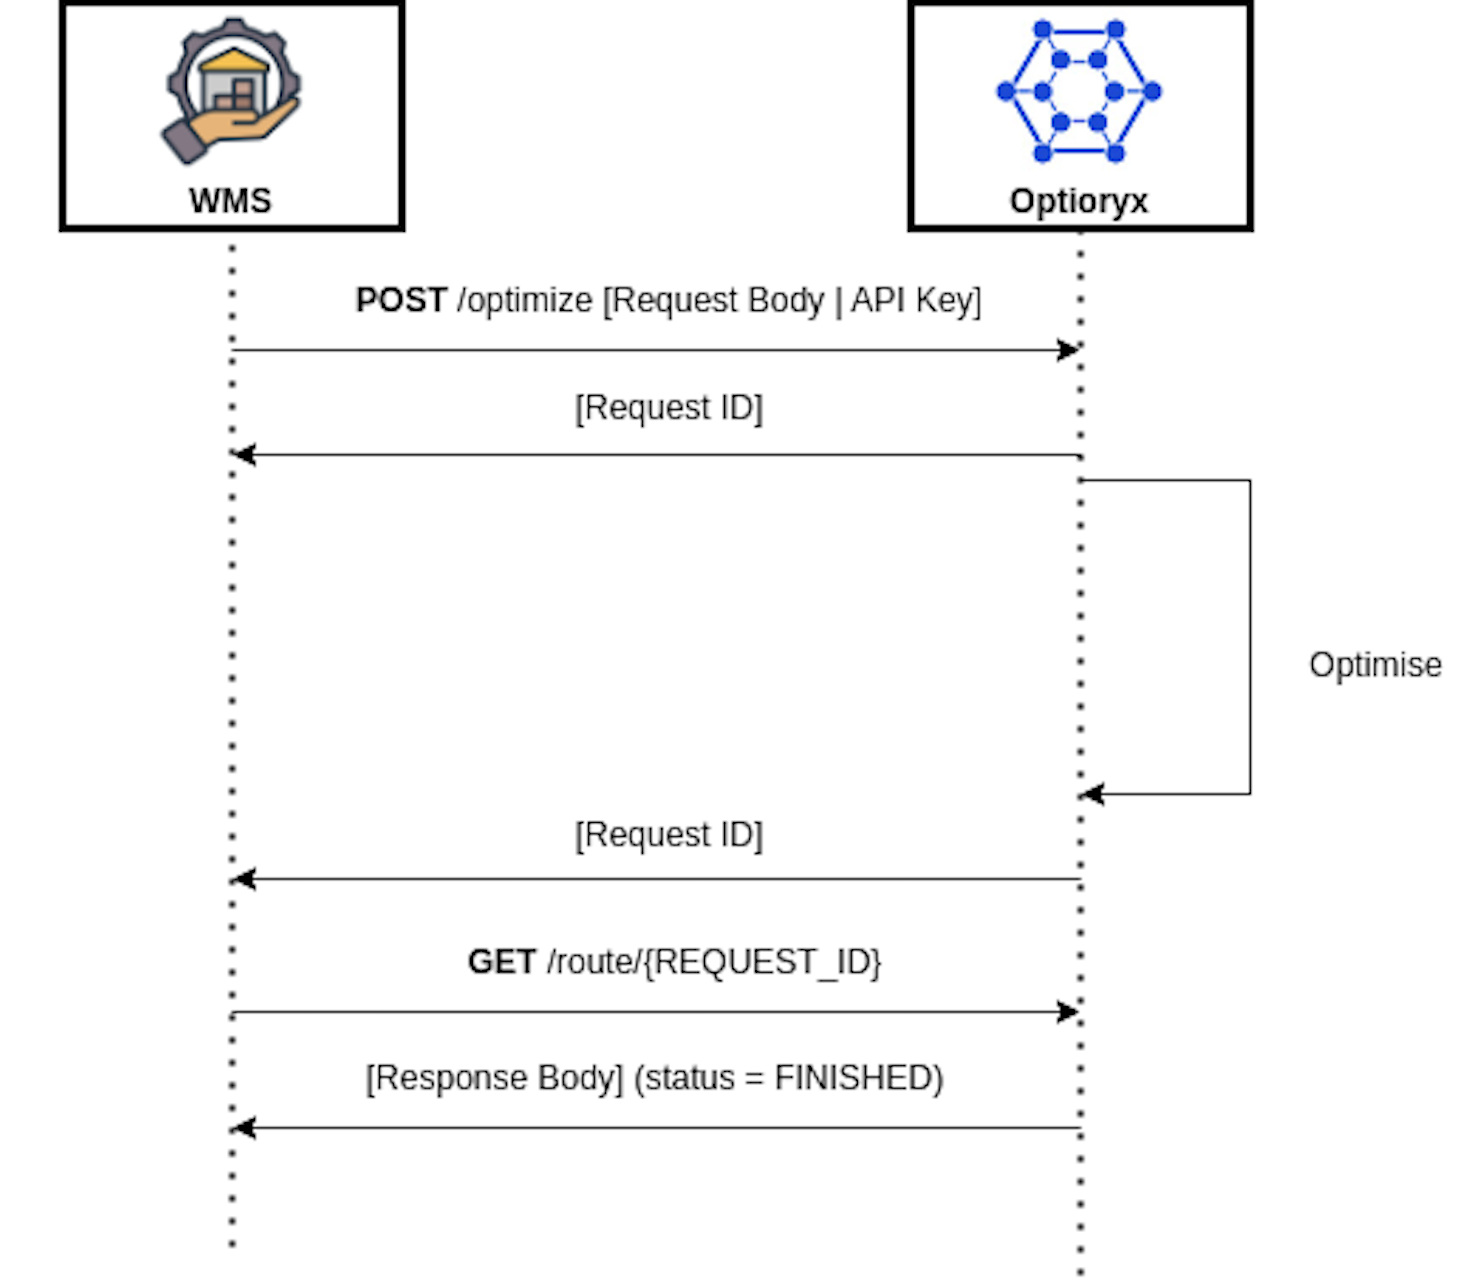 WMS
Optioryx
POST /optimize [Request Body | API Key]
[Request ID]
Optimise
[Request ID]
GET /route/{REQUEST_ID}
[Response Body] (status = FINISHED)